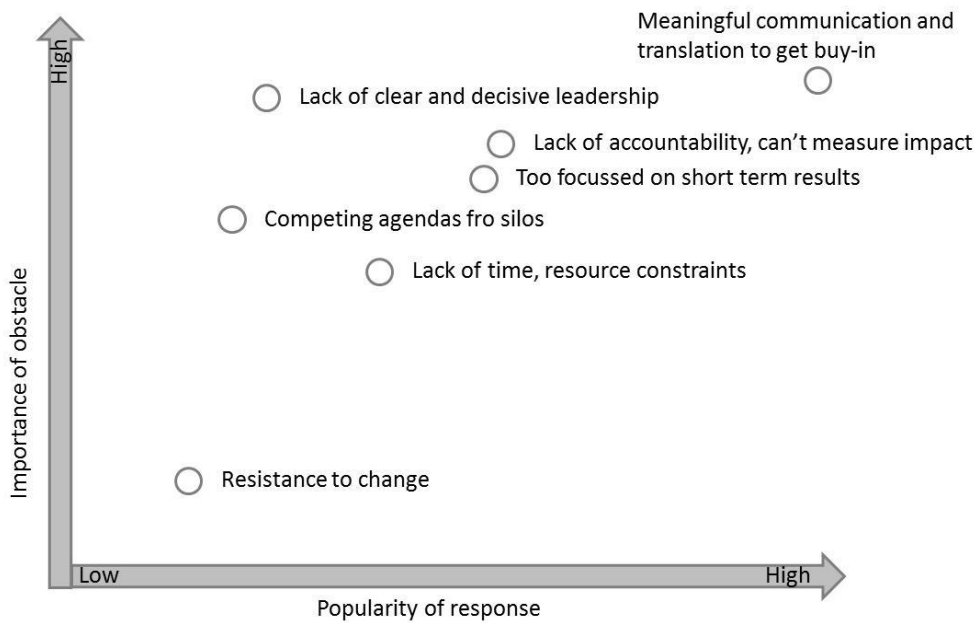 Meaningful communication and
translation to get buy-in
High
Lack of clear and decisive leadership
Lack of accountability, can't measure impact
Too focussed on short term results
Competing agendas fro silos
Lack of time, resource constraints
Importance of obstacle
Resistance to change
Low
High
Popularity of response